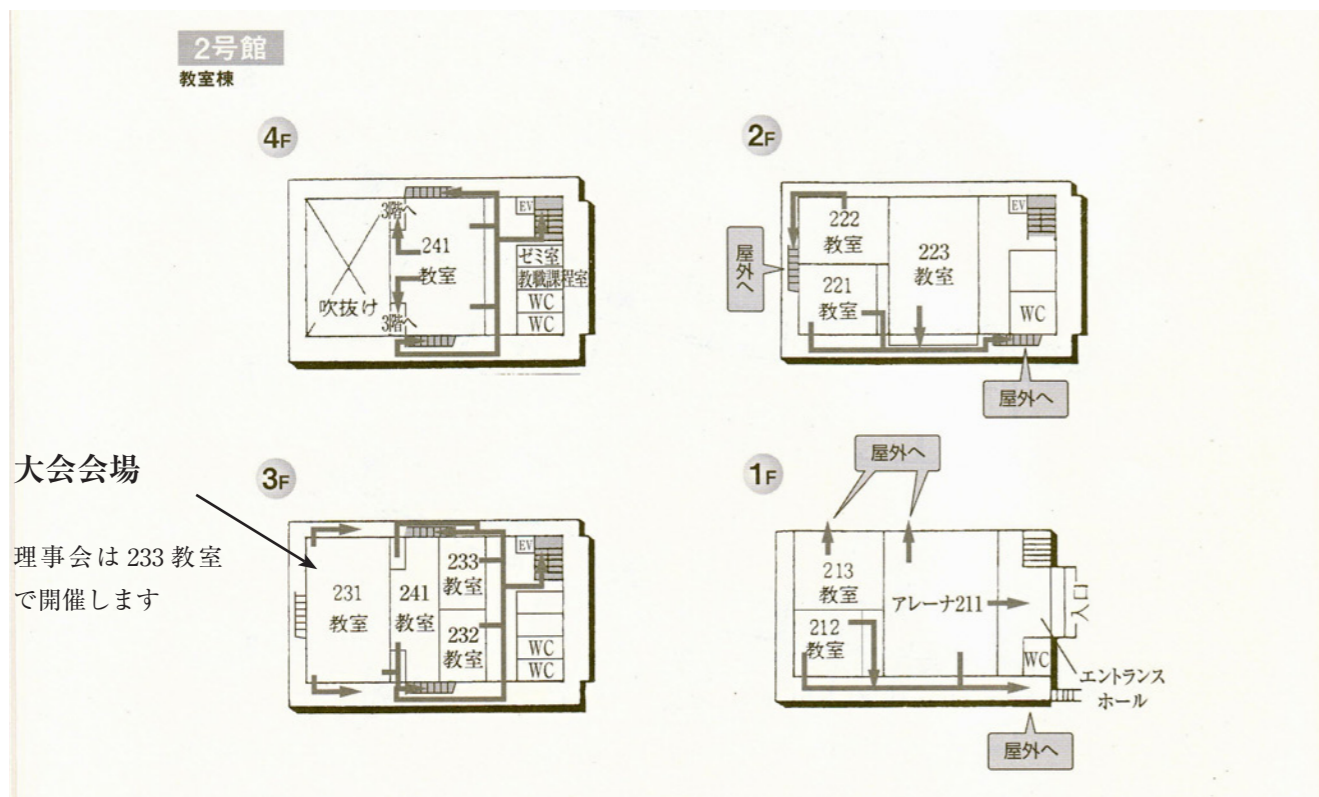 2号館
教室棟
4F
3階へ
EV
241
教室
ゼミ室
教職課程室
吹抜け
WC
3階へ
WC
2F
222
教室
EV
屋外へ
223
教室
221
教室
WC
屋外へ
大会会場
理事会は 233 教室
で開催します
3F
EV
233
教室
231
教室
241
教室
232
教室
WC
WC
1F
屋外へ
213
教室
アレーナ211
入口
212
教室
WC
エントランス
ホール
屋外へ